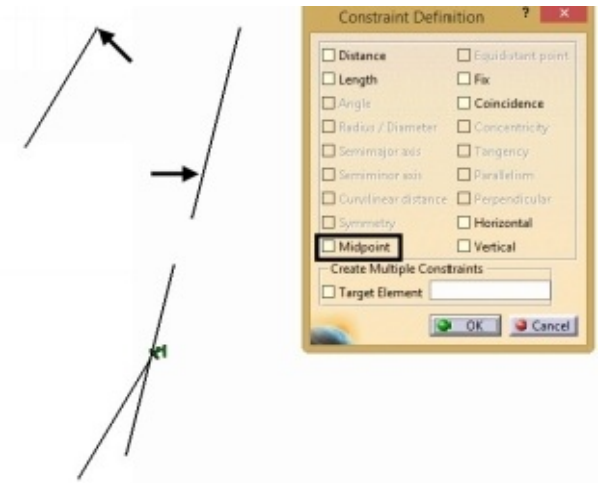 Constraint Definition ? ×
Distance Equidistant point
Length Fix
Angle Coincidence
Radius / Diameter Concentricity
Semimajor axis Tangency
Semiminor axis Parallelism
Curvilinear distance Perpendicular
Symmetry Horizontal
Midpoint Vertical
Create Multiple Constraints
Target Element
OK Cancel